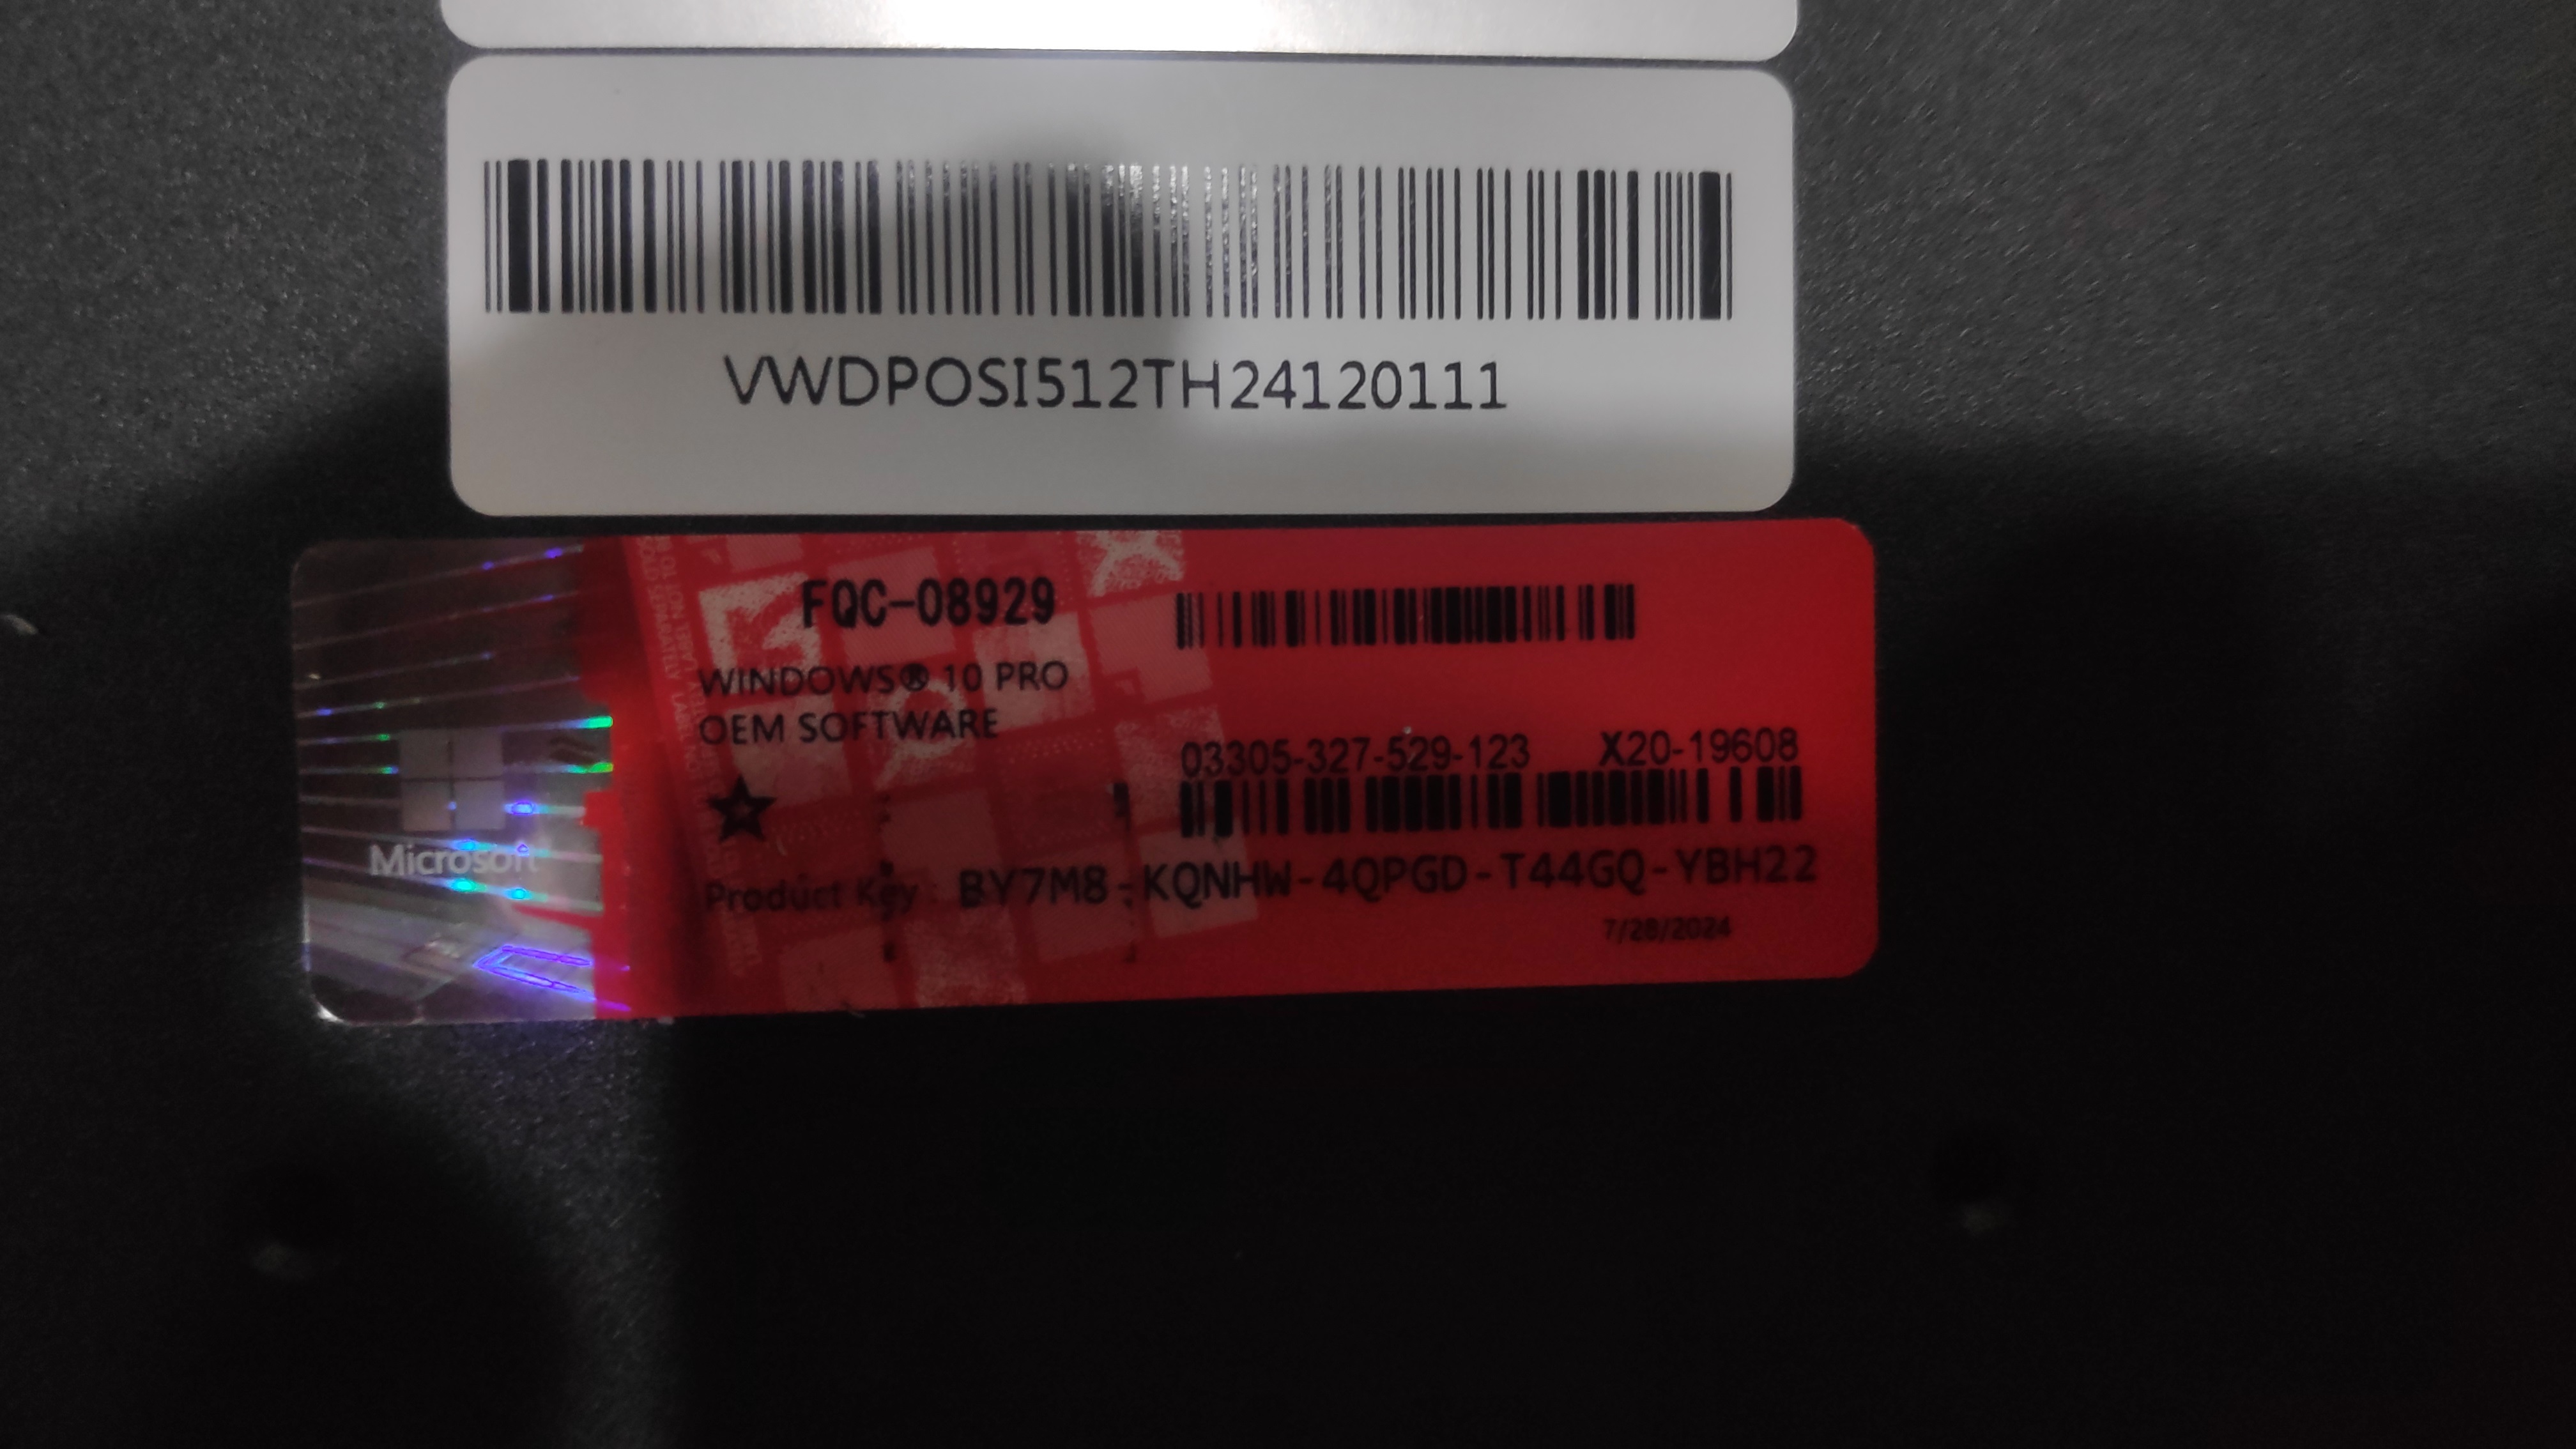 VWDPOSI512TH24120111
FQC-08929
WINDOWS® 10 PRO
OEM SOFTWARE
03305-327-529-123 X20-19608
Microsoft
Product Key : BY7M8-KQNHW-4QPGD-T44GQ-YBH22
7/28/2024